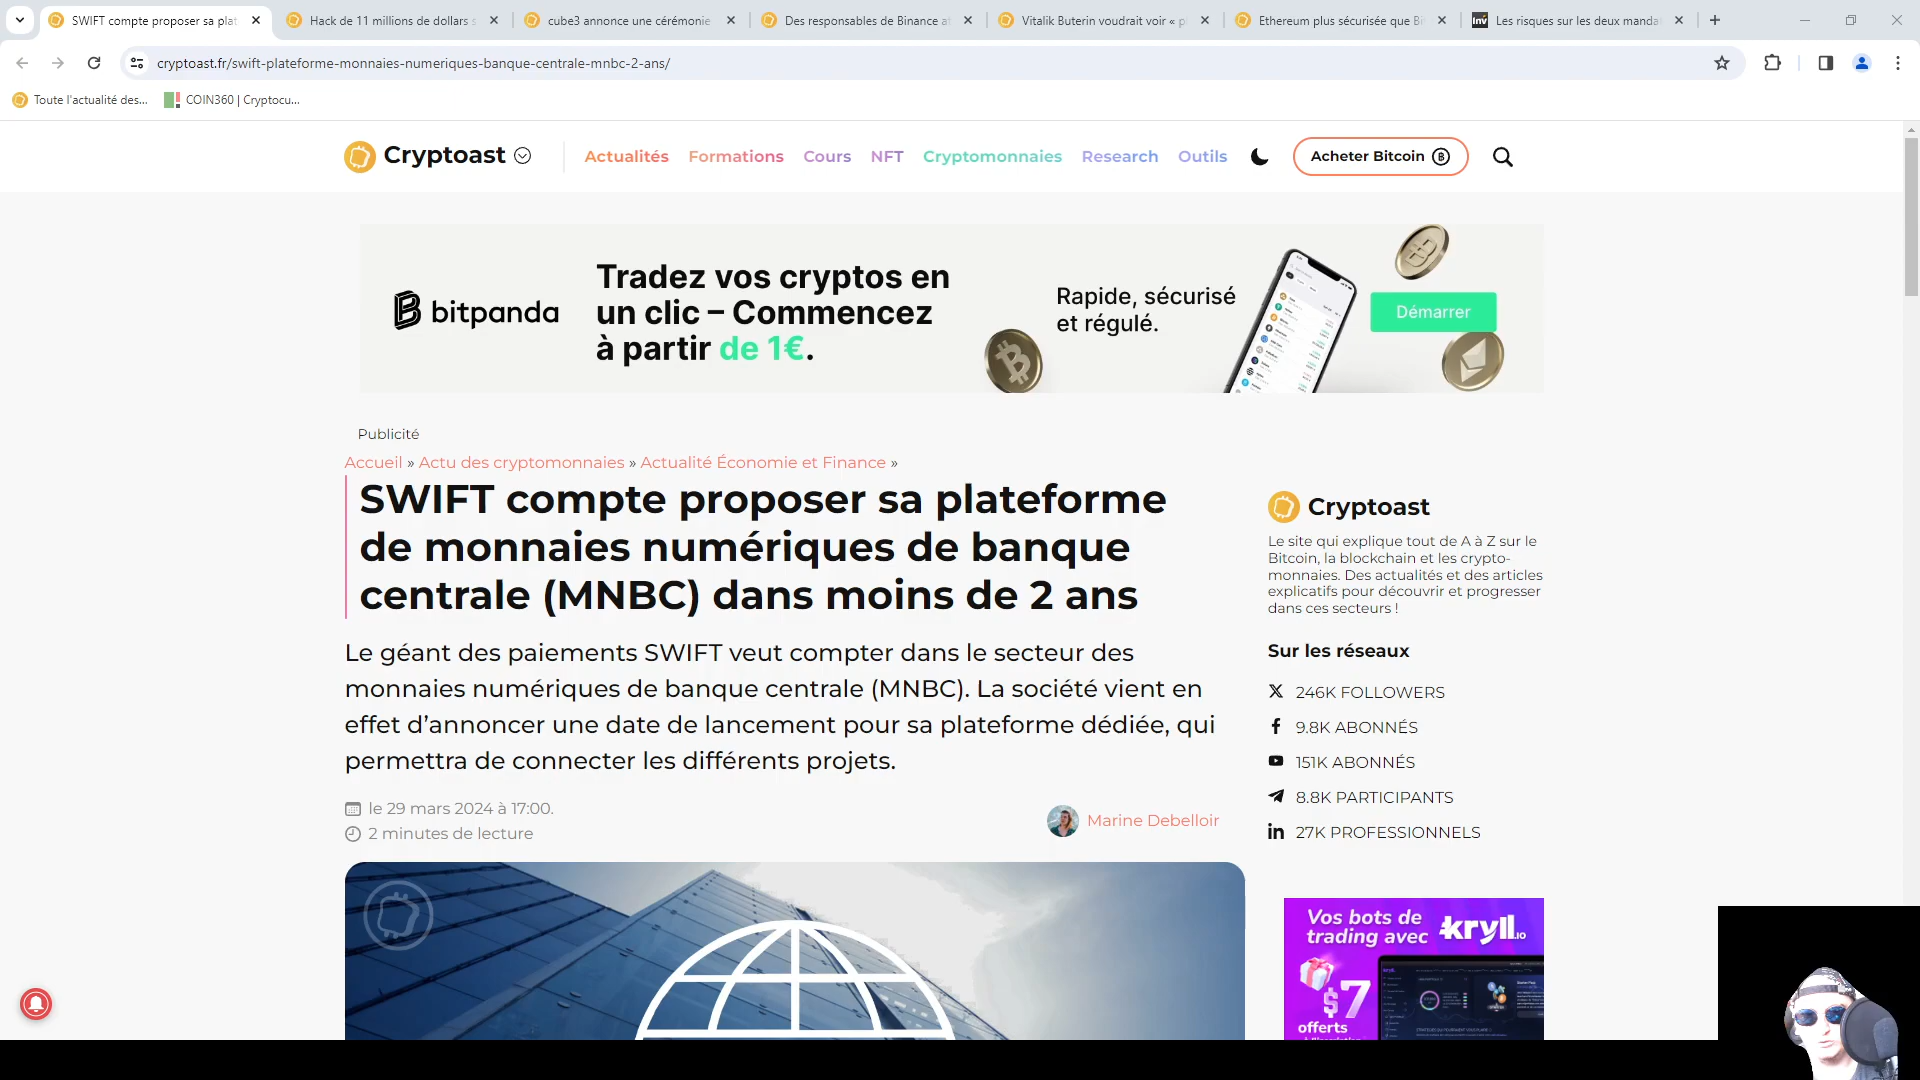 SWIFT compte proposer sa plat
Hack de 11 millions de dollars s
cube3 annonce une cérémonie
Des responsables de Binance at
Vitalik Buterin voudrait voir « p
Ethereum plus sécurisée que Bi
Les risques sur les deux manda
cryptoast.fr/swift-plateforme-monnaies-numeriques-banque-centrale-mnbc-2-ans/
Toute l'actualité des...
COIN360 | Cryptocu...
Cryptoast
Actualités
Formations
Cours
NFT
Cryptomonnaies
Research
Outils
Acheter Bitcoin
bitpanda
Tradez vos cryptos en
un clic – Commencez
à partir de 1€.
Rapide, sécurisé
et régulé.
Démarrer
Publicité
Accueil » Actu des cryptomonnaies » Actualité Économie et Finance »
SWIFT compte proposer sa plateforme
de monnaies numériques de banque
centrale (MNBC) dans moins de 2 ans
Le géant des paiements SWIFT veut compter dans le secteur des
monnaies numériques de banque centrale (MNBC). La société vient en
effet d’annoncer une date de lancement pour sa plateforme dédiée, qui
permettra de connecter les différents projets.
le 29 mars 2024 à 17:00.
2 minutes de lecture
Marine Debelloir
Cryptoast
Le site qui explique tout de A à Z sur le
Bitcoin, la blockchain et les crypto-
monnaies. Des actualités et des articles
explicatifs pour découvrir et progresser
dans ces secteurs !
Sur les réseaux
246K FOLLOWERS
9.8K ABONNÉS
151K ABONNÉS
8.8K PARTICIPANTS
27K PROFESSIONNELS
Vos bots de
trading avec
kryll.io
$7
offerts